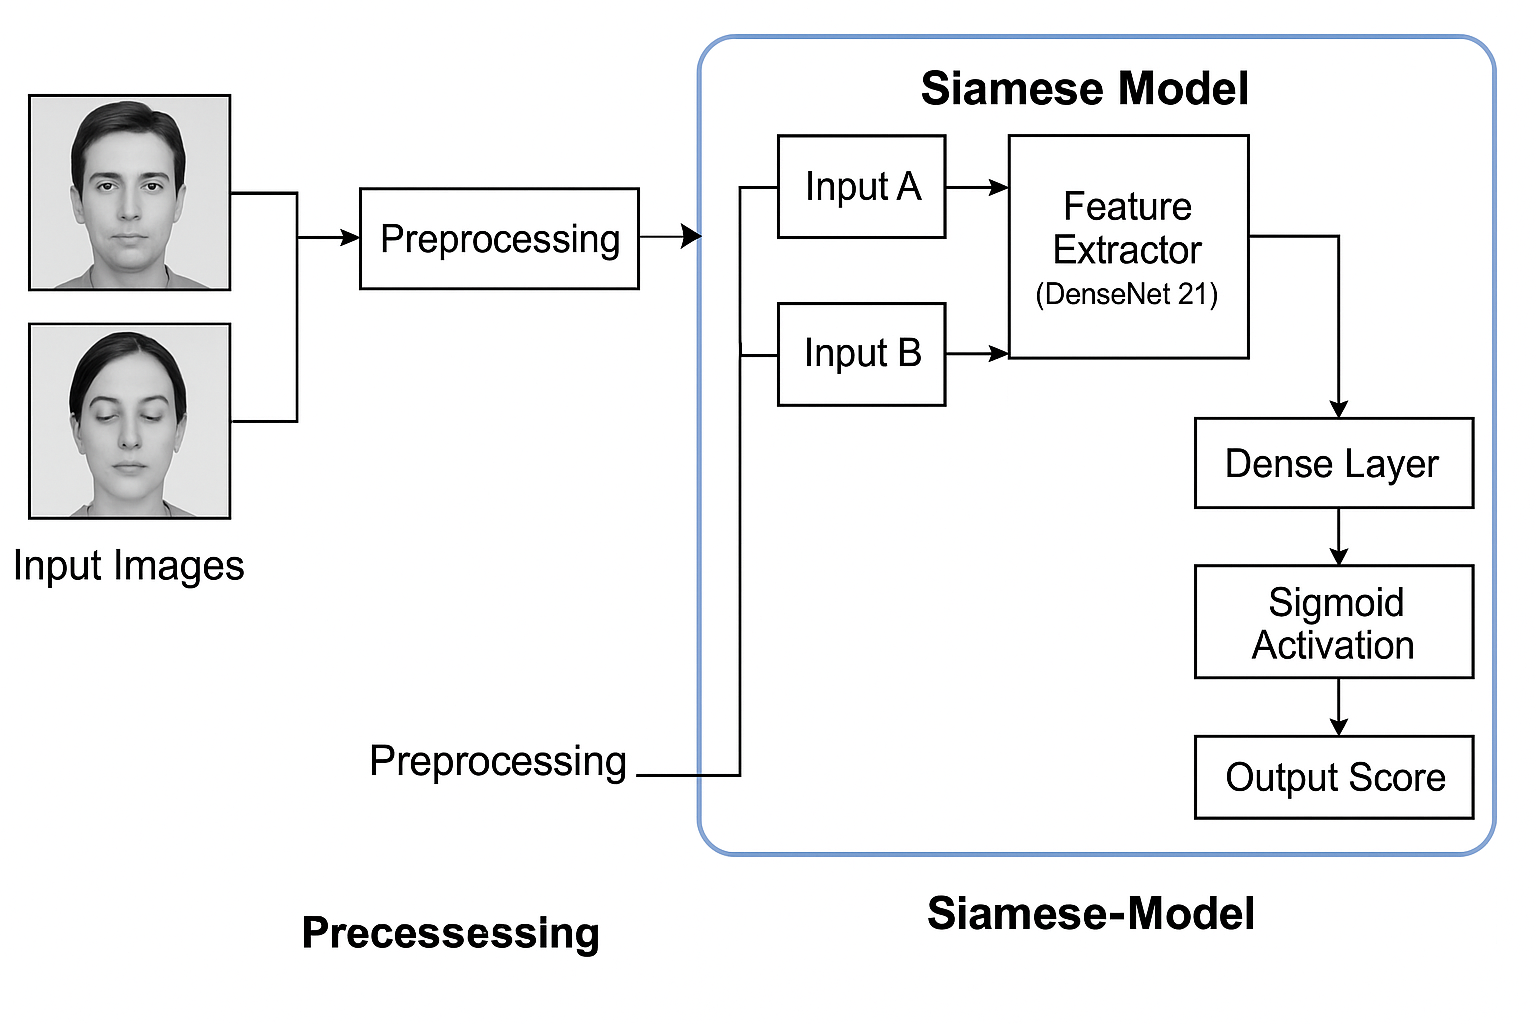 Siamese Model
Input A
Preprocessing
Feature
Extractor
(DenseNet 21)
Input B
Dense Layer
Input Images
Sigmoid
Activation
Preprocessing
Output Score
Siamese-Model
Precessessing